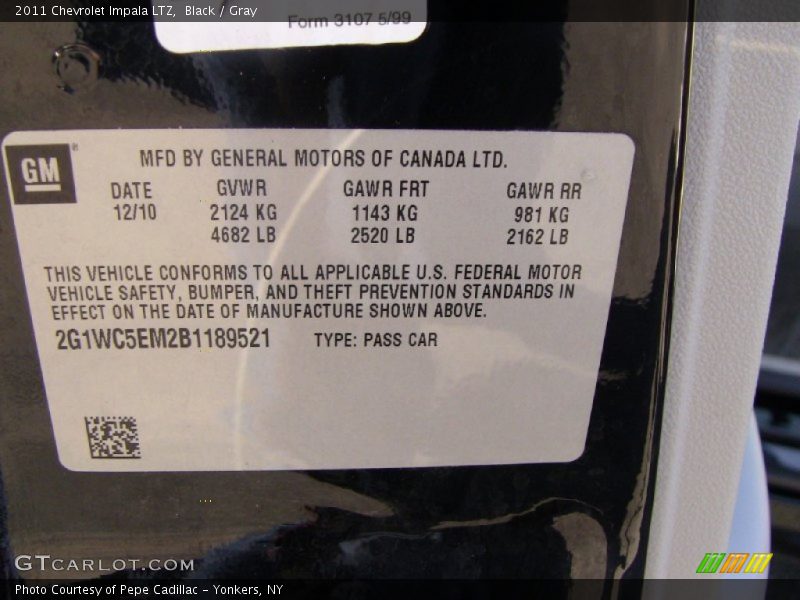 2011 Chevrolet Impala LTZ, Black / Gray
Form 3107 5/99
GM®
MFD BY GENERAL MOTORS OF CANADA LTD.
DATE GVWR GAWR FRT GAWR RR
12/10 2124 KG 1143 KG 981 KG
4682 LB 2520 LB 2162 LB
THIS VEHICLE CONFORMS TO ALL APPLICABLE U.S. FEDERAL MOTOR
VEHICLE SAFETY, BUMPER, AND THEFT PREVENTION STANDARDS IN
EFFECT ON THE DATE OF MANUFACTURE SHOWN ABOVE.
2G1WC5EM2B1189521 TYPE: PASS CAR
GTCARLOT.COM
Photo Courtesy of Pepe Cadillac - Yonkers, NY